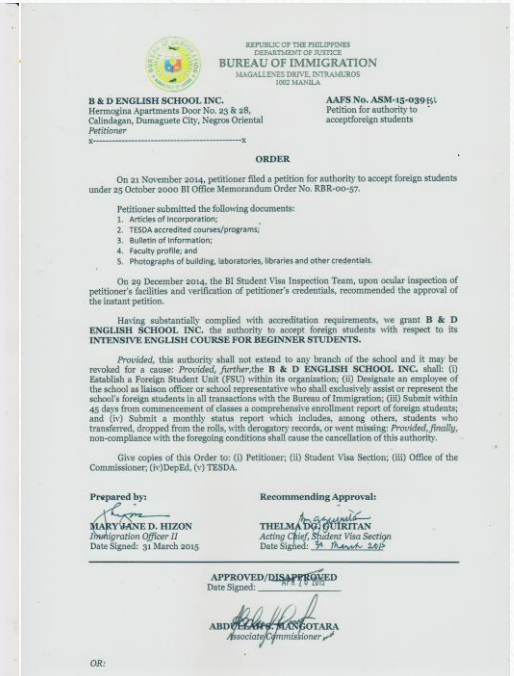 REPUBLIC OF THE PHILIPPINES
DEPARTMENT OF JUSTICE
BUREAU OF IMMIGRATION
MAGALLENES DRIVE, INTRAMUROS
1002 MANILA
B & D ENGLISH SCHOOL INC.
Hermogina Apartments Door No. 23 & 28,
Calindagan, Dumaguete City, Negros Oriental
Petitioner
x-----------------------------------------------x
AAFS No. ASM-15-039
Petition for authority to
acceptforeign students
ORDER
On 21 November 2014, petitioner filed a petition for authority to accept foreign students
under 25 October 2000 BI Office Memorandum Order No. RBR-00-57.
Petitioner submitted the following documents:
1. Articles of Incorporation;
2. TESDA accredited courses/programs;
3. Bulletin of Information;
4. Faculty profile; and
5. Photographs of building, laboratories, libraries and other credentials.
On 29 December 2014, the BI Student Visa Inspection Team, upon ocular inspection of
petitioner's facilities and verification of petitioner's credentials, recommended the approval of
the instant petition.
Having substantially complied with accreditation requirements, we grant B & D
ENGLISH SCHOOL INC. the authority to accept foreign students with respect to its
INTENSIVE ENGLISH COURSE FOR BEGINNER STUDENTS.
Provided, this authority shall not extend to any branch of the school and it may be
revoked for a cause: Provided, further,the B & D ENGLISH SCHOOL INC. shall: (i)
Establish a Foreign Student Unit (FSU) within its organization; (ii) Designate an employee of
the school as liaison officer or school representative who shall exclusively assist or represent the
school's foreign students in all transactions with the Bureau of Immigration; (iii) Submit within
45 days from commencement of classes a comprehensive enrollment report of foreign students;
and (iv) Submit a monthly status report which includes, among others, students who
transferred, dropped from the rolls, with derogatory records, or went missing: Provided, finally,
non-compliance with the foregoing conditions shall cause the cancellation of this authority.
Give copies of this Order to: (i) Petitioner; (ii) Student Visa Section; (iii) Office of the
Commissioner; (iv)DepEd, (v) TESDA.
Prepared by:
MARY JANE D. HIZON
Immigration Officer II
Date Signed: 31 March 2015
Recommending Approval:
THELMA DG. GUIRITAN
Acting Chief, Student Visa Section
Date Signed: 31 March 2015
APPROVED/DISAPPROVED
Date Signed: APR 20 2015
ABDULLAH S. MANGOTARA
Associate Commissioner
OR: